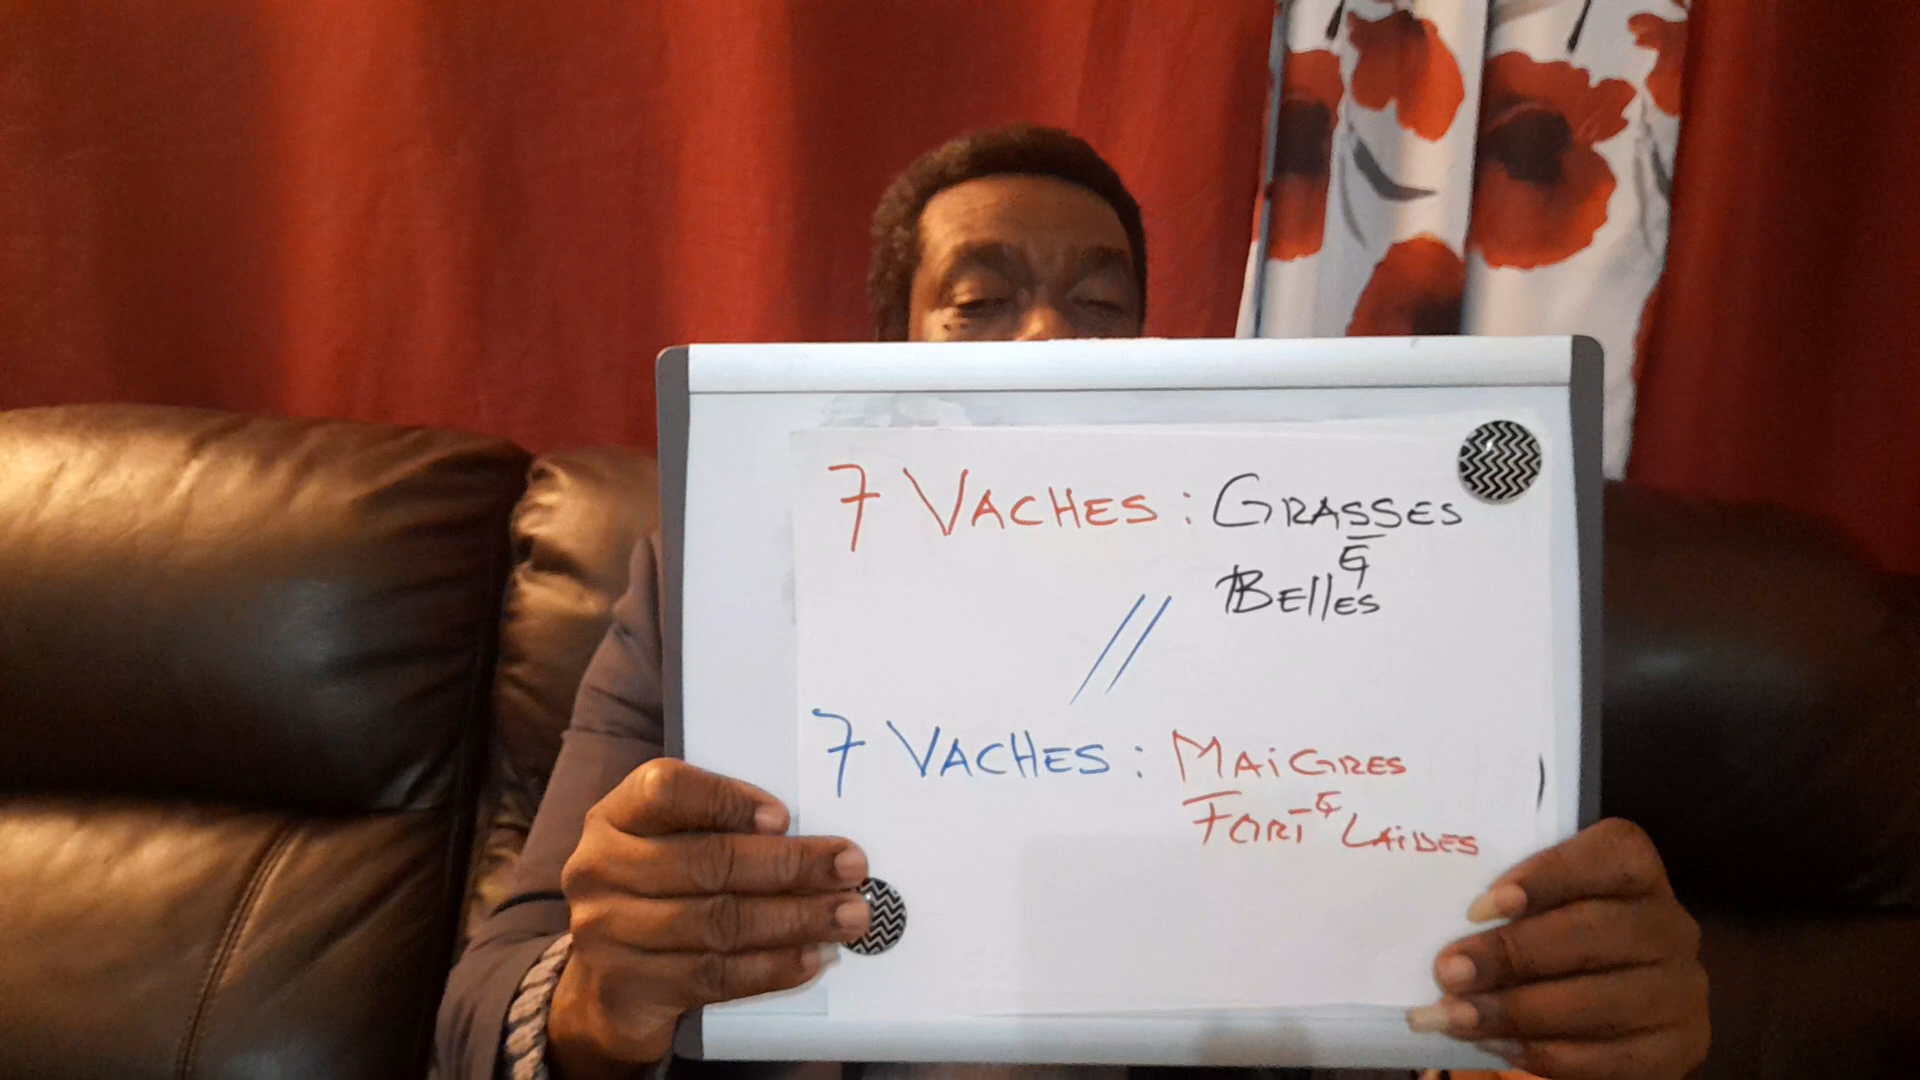 7 VACHES : GRASSES
&
BEllES
//
7 VACHES : MAiGRES
& 
FORT LAiDES